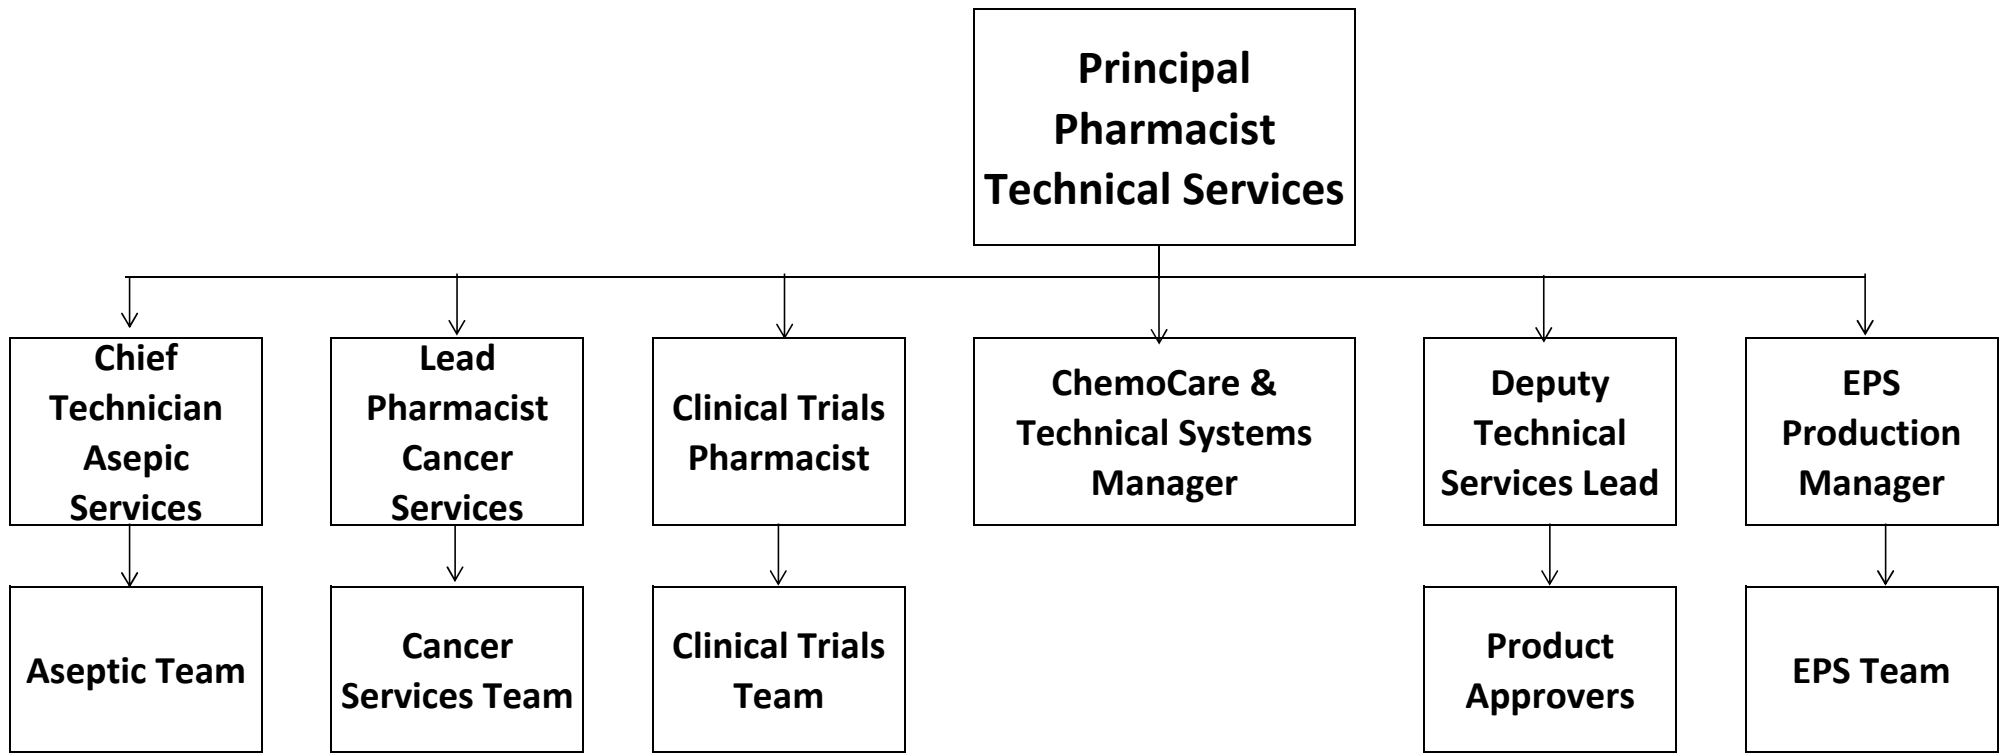 Principal
Pharmacist
Technical Services
Chief
Technician
Asepic
Services
Lead
Pharmacist
Cancer
Services
Clinical Trials
Pharmacist
ChemoCare &
Technical Systems
Manager
Deputy
Technical
Services Lead
EPS
Production
Manager
Aseptic Team
Cancer
Services Team
Clinical Trials
Team
Product
Approvers
EPS Team